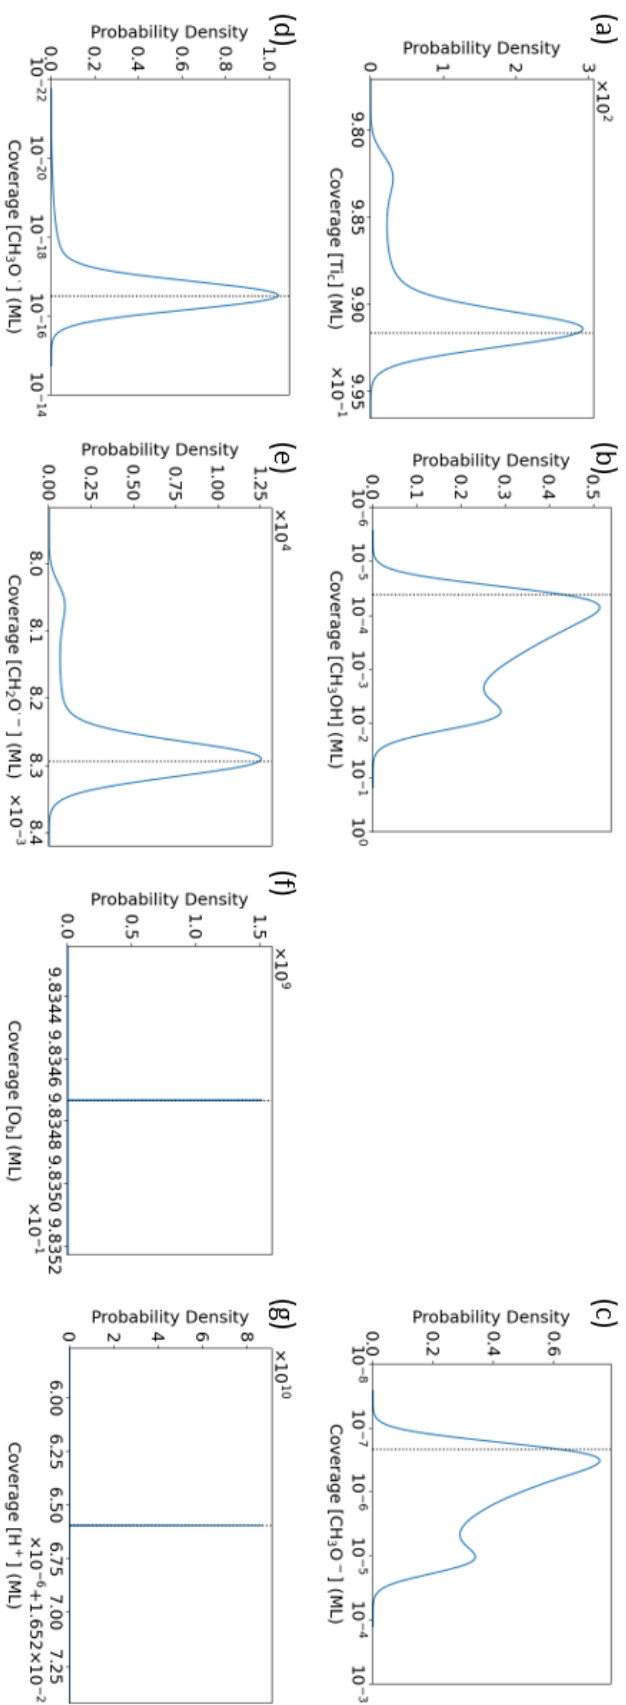 (a)
×10²
Probability Density
0 1 2 3
9.80 9.85 9.90 9.95
×10⁻¹
Coverage [Ti꜀] (ML)
(b)
Probability Density
0.0 0.1 0.2 0.3 0.4 0.5
10⁻⁶ 10⁻⁵ 10⁻⁴ 10⁻³ 10⁻² 10⁻¹ 10⁰
Coverage [CH₃OH] (ML)
(c)
Probability Density
0.0 0.2 0.4 0.6
10⁻⁸ 10⁻⁷ 10⁻⁶ 10⁻⁵ 10⁻⁴ 10⁻³
Coverage [CH₃O⁻] (ML)
(d)
Probability Density
0.0 0.2 0.4 0.6 0.8 1.0
10⁻²² 10⁻²⁰ 10⁻¹⁸ 10⁻¹⁶ 10⁻¹⁴
Coverage [CH₃O˙] (ML)
(e)
×10⁴
Probability Density
0.00 0.25 0.50 0.75 1.00 1.25
8.0 8.1 8.2 8.3 8.4
×10⁻³
Coverage [CH₂O˙⁻] (ML)
(f)
×10⁹
Probability Density
0.0 0.5 1.0 1.5
9.8344 9.8346 9.8348 9.8350 9.8352
×10⁻¹
Coverage [O_b] (ML)
(g)
×10¹⁰
Probability Density
0 2 4 6 8
6.00 6.25 6.50 6.75 7.00 7.25
×10⁻⁶+1.652×10⁻²
Coverage [H⁺] (ML)